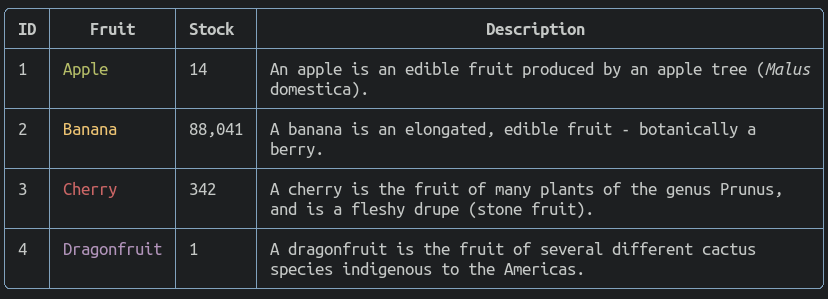 ID Fruit Stock Description
1 Apple 14 An apple is an edible fruit produced by an apple tree (Malus
domestica).
2 Banana 88,041 A banana is an elongated, edible fruit - botanically a
berry.
3 Cherry 342 A cherry is the fruit of many plants of the genus Prunus,
and is a fleshy drupe (stone fruit).
4 Dragonfruit 1 A dragonfruit is the fruit of several different cactus
species indigenous to the Americas.